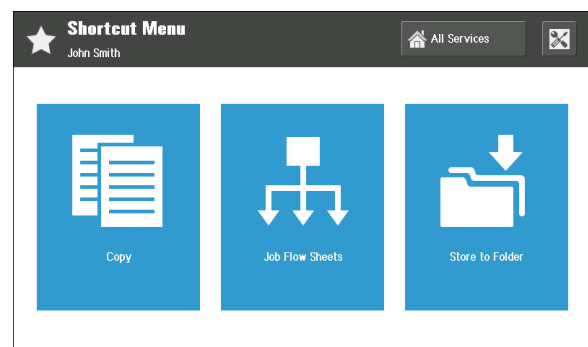 Shortcut Menu
John Smith
All Services
Copy
Job Flow Sheets
Store to Folder